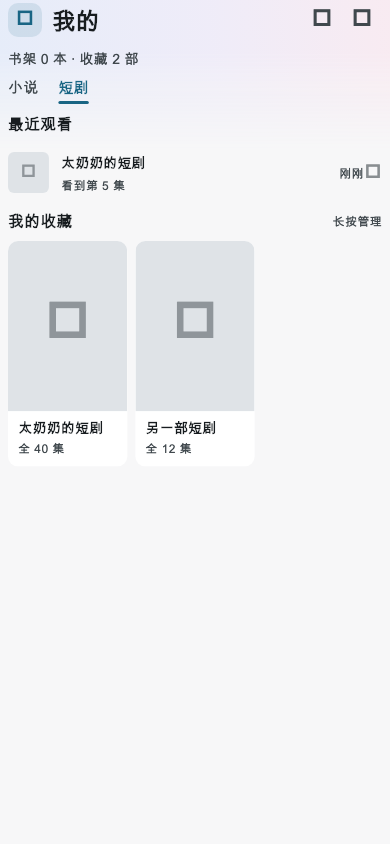 我的
书架 0 本 · 收藏 2 部
小说 短剧
最近观看
太奶奶的短剧
看到第 5 集
刚刚
我的收藏 长按管理
太奶奶的短剧 另一部短剧
全 40 集 全 12 集